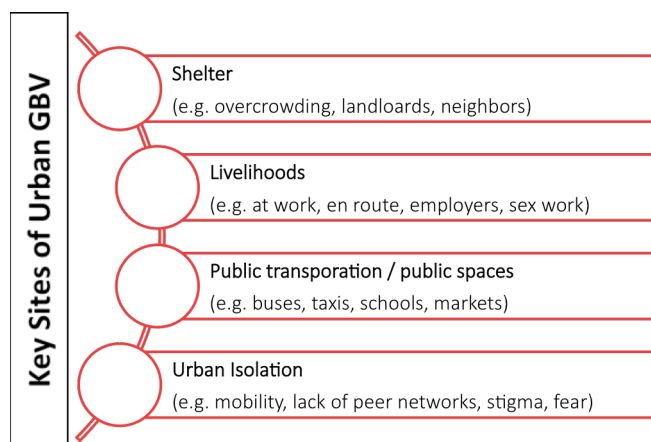 Key Sites of Urban GBV
Shelter
(e.g. overcrowding, landloards, neighbors)
Livelihoods
(e.g. at work, en route, employers, sex work)
Public transporation / public spaces
(e.g. buses, taxis, schools, markets)
Urban Isolation
(e.g. mobility, lack of peer networks, stigma, fear)